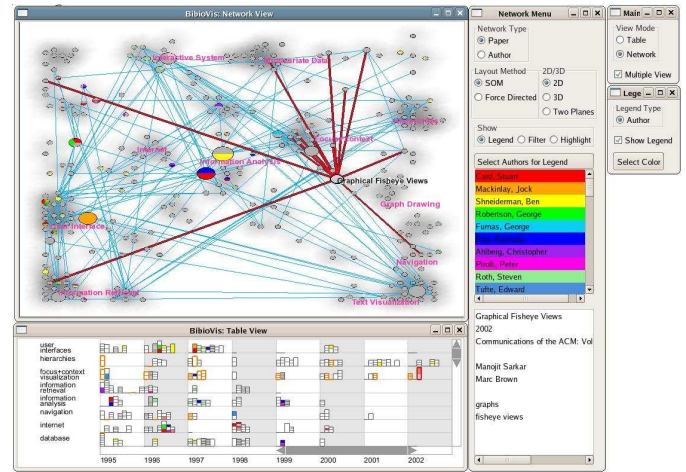 BiblioVis: Network View
Interactive System
Multivariate Data
Hierarchies
Focus+Context
Internet
Information Analysis
Graphical Fisheye Views
Graph Drawing
User Interface
Navigation
Information Retrieval
Text Visualization
BiblioVis: Table View
user
interfaces
hierarchies
focus+context
visualization
information
retrieval
information
analysis
navigation
internet
database
1995 1996 1997 1998 1999 2000 2001 2002
Network Menu
Network Type
Paper
Author
Layout Method
SOM
Force Directed
2D/3D
2D
3D
Two Planes
Show
Legend Filter Highlight
Select Authors for Legend
Card, Stuart
Mackinlay, Jock
Shneiderman, Ben
Robertson, George
Furnas, George
Ahlberg, Christopher
Pirolli, Peter
Roth, Steven
Tufte, Edward
Graphical Fisheye Views
2002
Communications of the ACM: Vol
Manojit Sarkar
Marc Brown
graphs
fisheye views
Main
View Mode
Table
Network
Multiple View
Lege
Legend Type
Author
Show Legend
Select Color